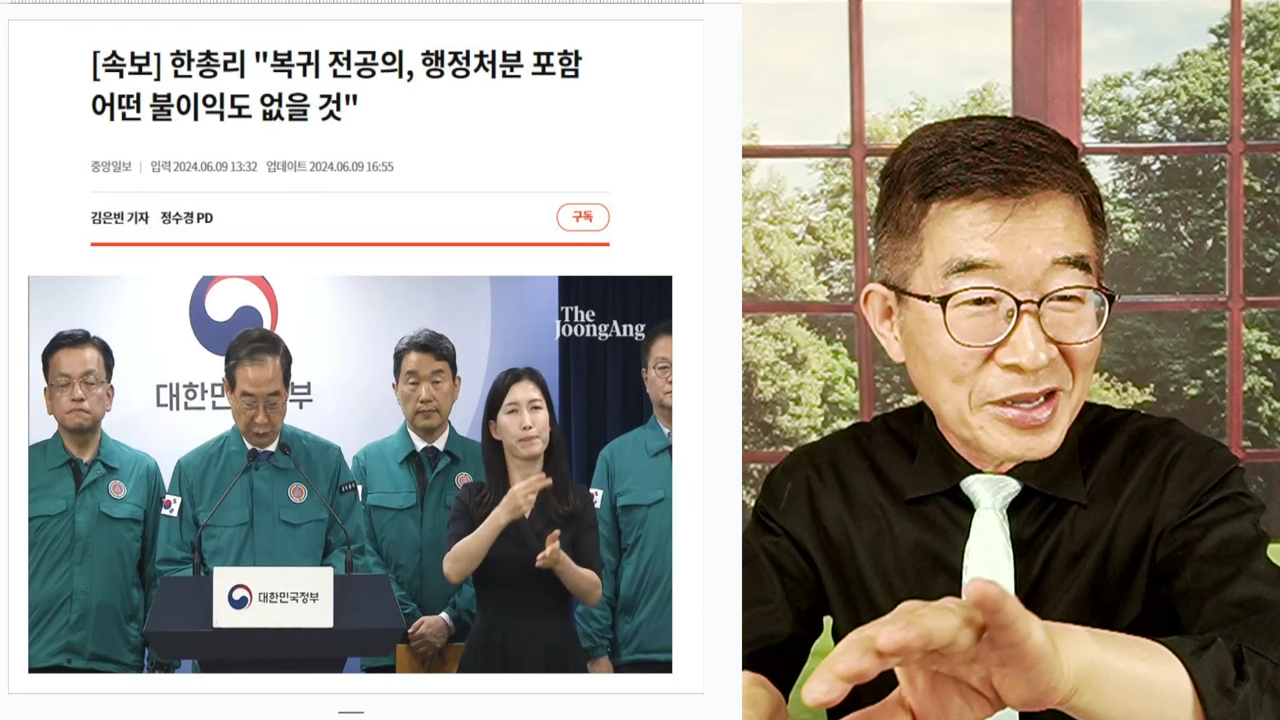 [속보] 한총리 "복귀 전공의, 행정처분 포함
어떤 불이익도 없을 것"
중앙일보 | 입력 2024.06.09 13:32 업데이트 2024.06.09 16:55
김은빈 기자 정수경 PD
구독
The
JoongAng
대한민 부
대한민국정부